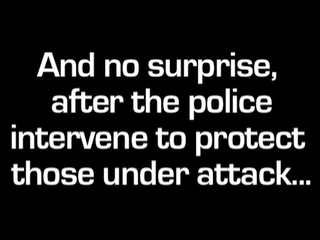 And no surprise,
after the police
intervene to protect
those under attack...